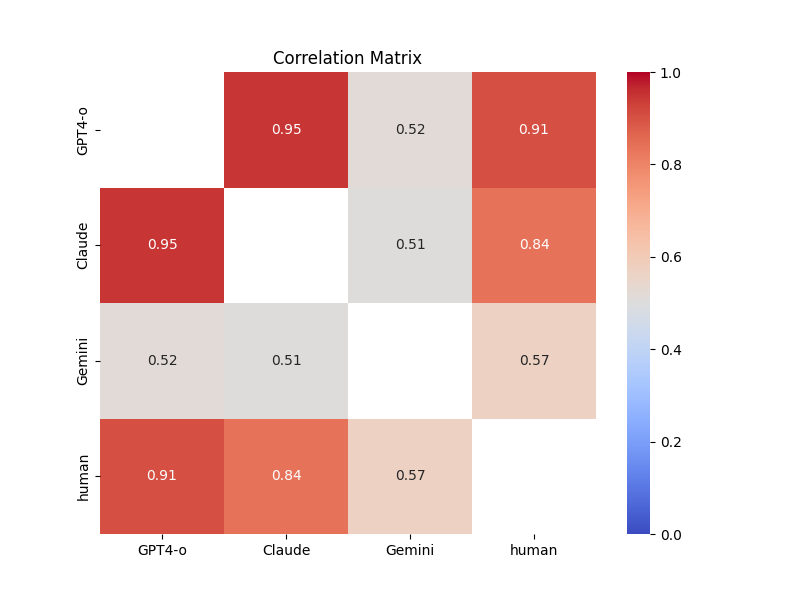 Correlation Matrix
GPT4-o
0.95
0.52
0.91
Claude
0.95
0.51
0.84
Gemini
0.52
0.51
0.57
human
0.91
0.84
0.57
GPT4-o
Claude
Gemini
human
1.0
0.8
0.6
0.4
0.2
0.0